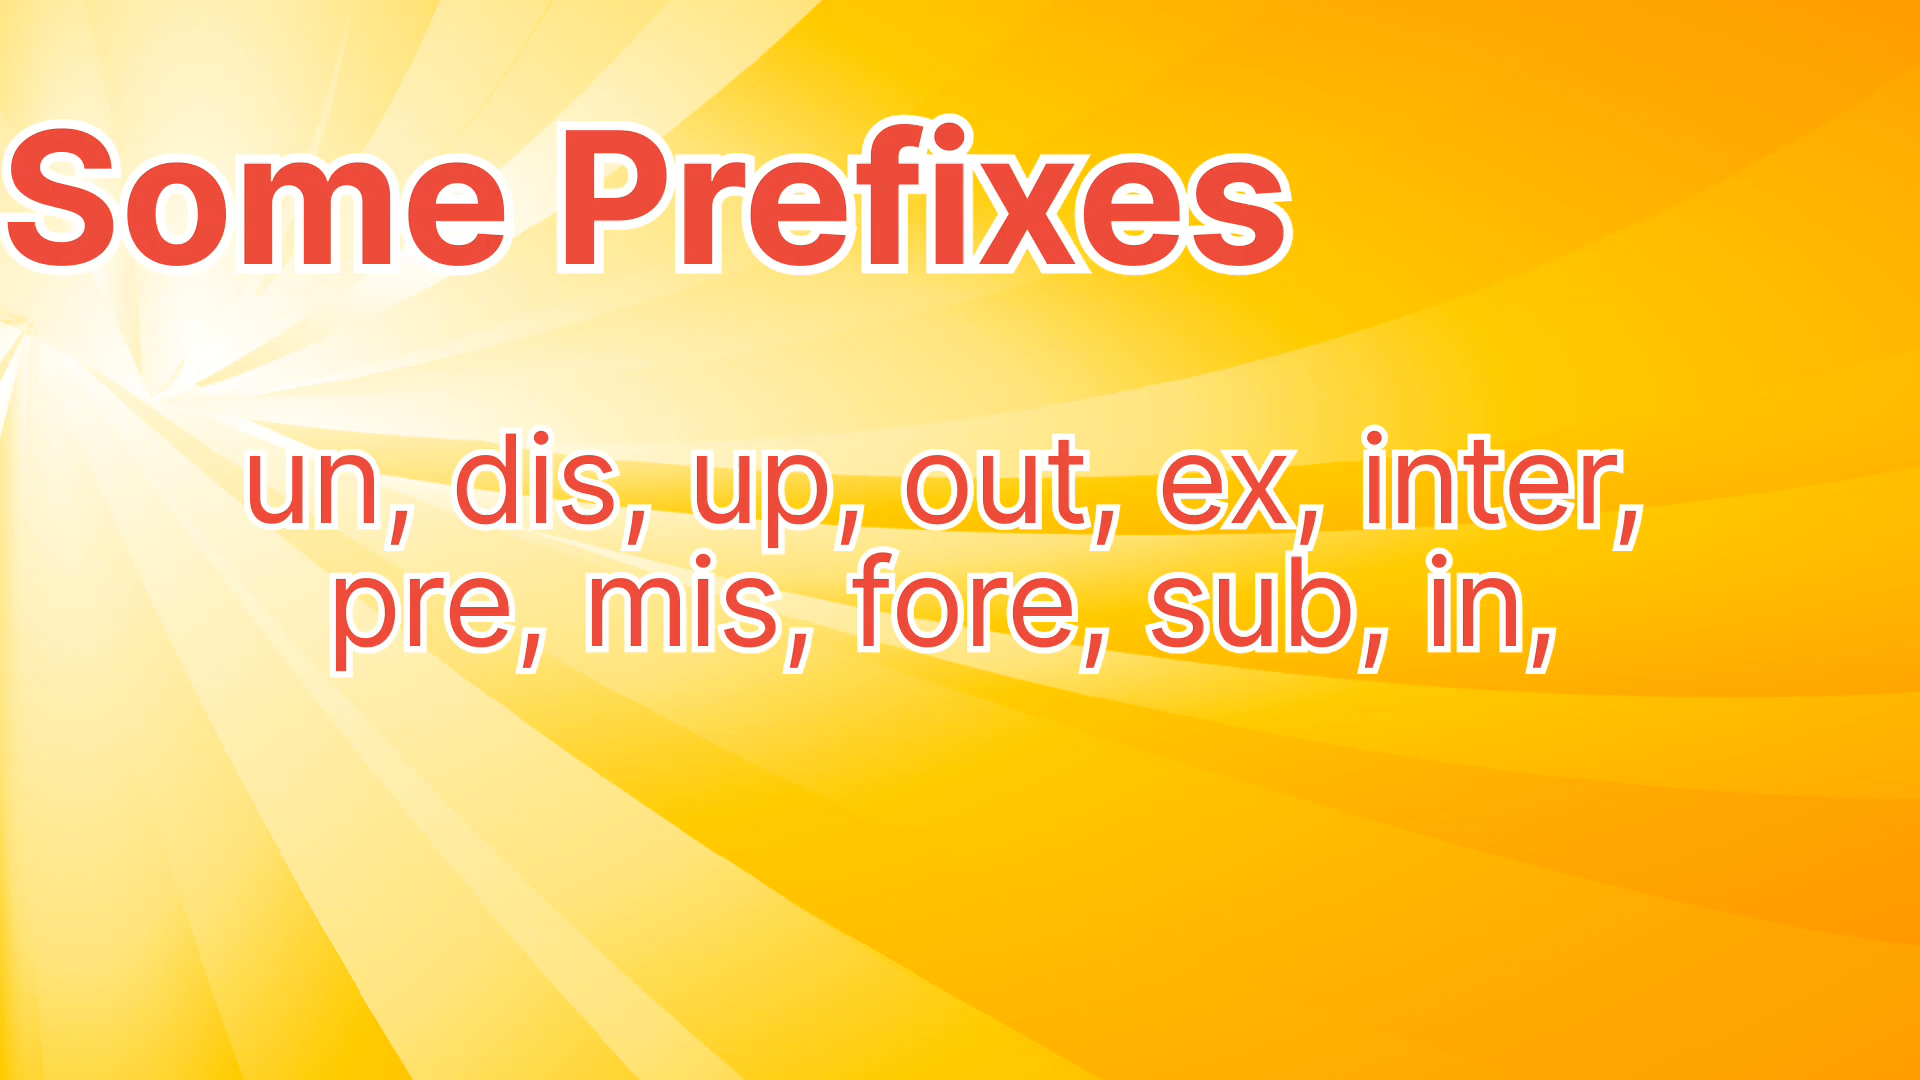 Some Prefixes
un, dis, up, out, ex, inter,
pre, mis, fore, sub, in,